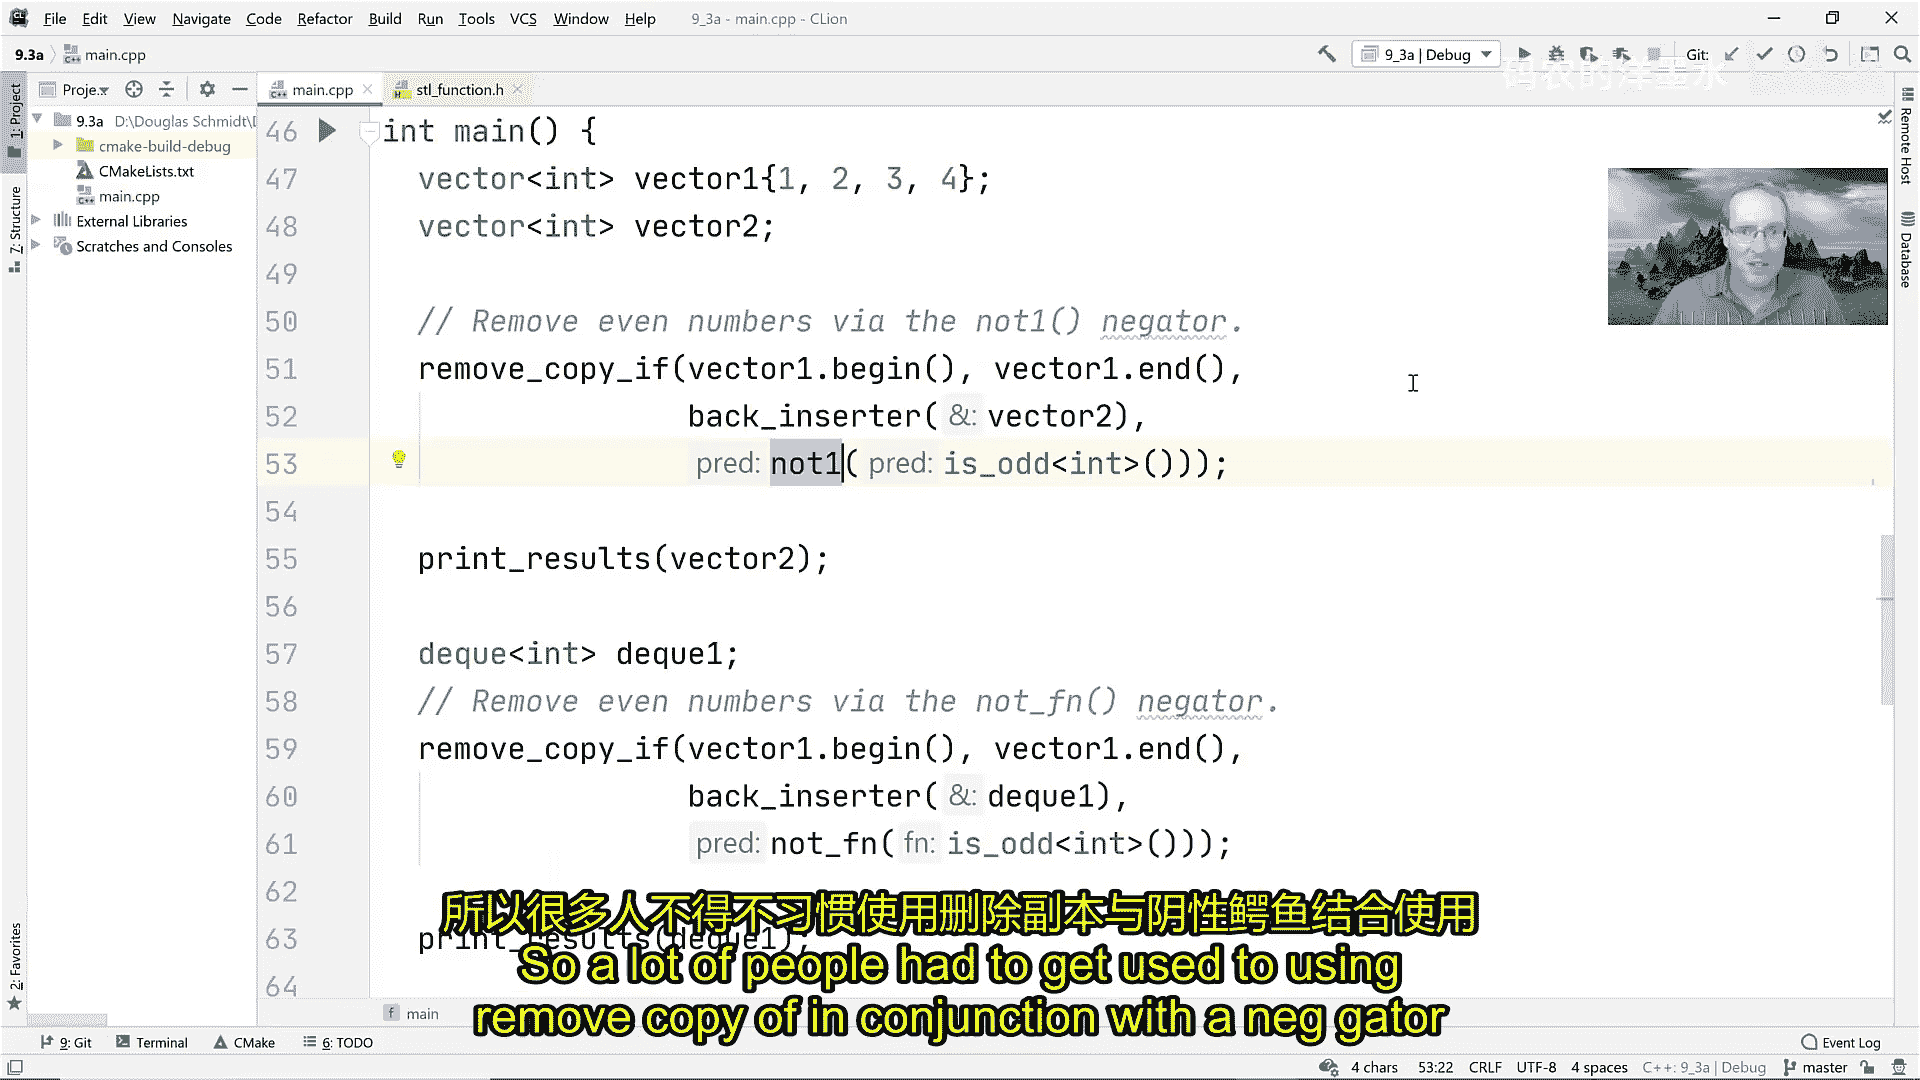 File Edit View Navigate Code Refactor Build Run Tools VCS Window Help 9_3a - main.cpp - CLion
9.3a main.cpp 9_3a | Debug Git:
码农的洋墨水
1: Project Proje.. main.cpp stl_function.h
9.3a D:\Douglas Schmidt\
cmake-build-debug
CMakeLists.txt
main.cpp
External Libraries
Scratches and Consoles
7: Structure
2: Favorites
Remote Host
Database
46 int main() {
47 vector<int> vector1{1, 2, 3, 4};
48 vector<int> vector2;
49
50 // Remove even numbers via the not1() negator.
51 remove_copy_if(vector1.begin(), vector1.end(),
52 back_inserter( &: vector2),
53 pred: not1( pred: is_odd<int>()));
54
55 print_results(vector2);
56
57 deque<int> deque1;
58 // Remove even numbers via the not_fn() negator.
59 remove_copy_if(vector1.begin(), vector1.end(),
60 back_inserter( &: deque1),
61 pred: not_fn( fn: is_odd<int>()));
62
63 print_results(deque1);
64
所以很多人不得不习惯使用删除副本与阴性鳄鱼结合使用
So a lot of people had to get used to using
remove copy of in conjunction with a neg gator
f main
9: Git Terminal CMake 6: TODO Event Log
4 chars 53:22 CRLF UTF-8 4 spaces C++: 9_3a | Debug master